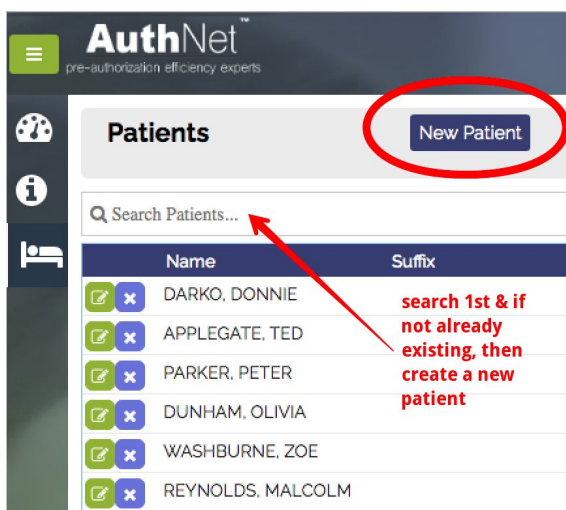 AuthNet™
pre-authorization efficiency experts
Patients
New Patient
Search Patients...
Name Suffix
DARKO, DONNIE
APPLEGATE, TED
PARKER, PETER
DUNHAM, OLIVIA
WASHBURNE, ZOE
REYNOLDS, MALCOLM
search 1st & if
not already
existing, then
create a new
patient